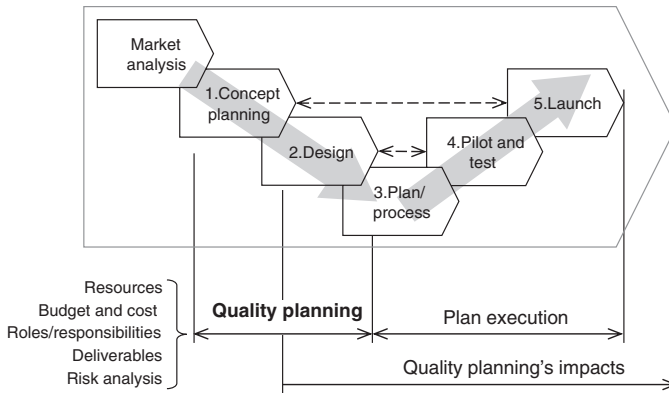 Market
analysis
1.Concept
planning
2.Design
3.Plan/
process
4.Pilot and
test
5.Launch
Resources
Budget and cost
Roles/responsibilities
Deliverables
Risk analysis
Quality planning
Plan execution
Quality planning’s impacts